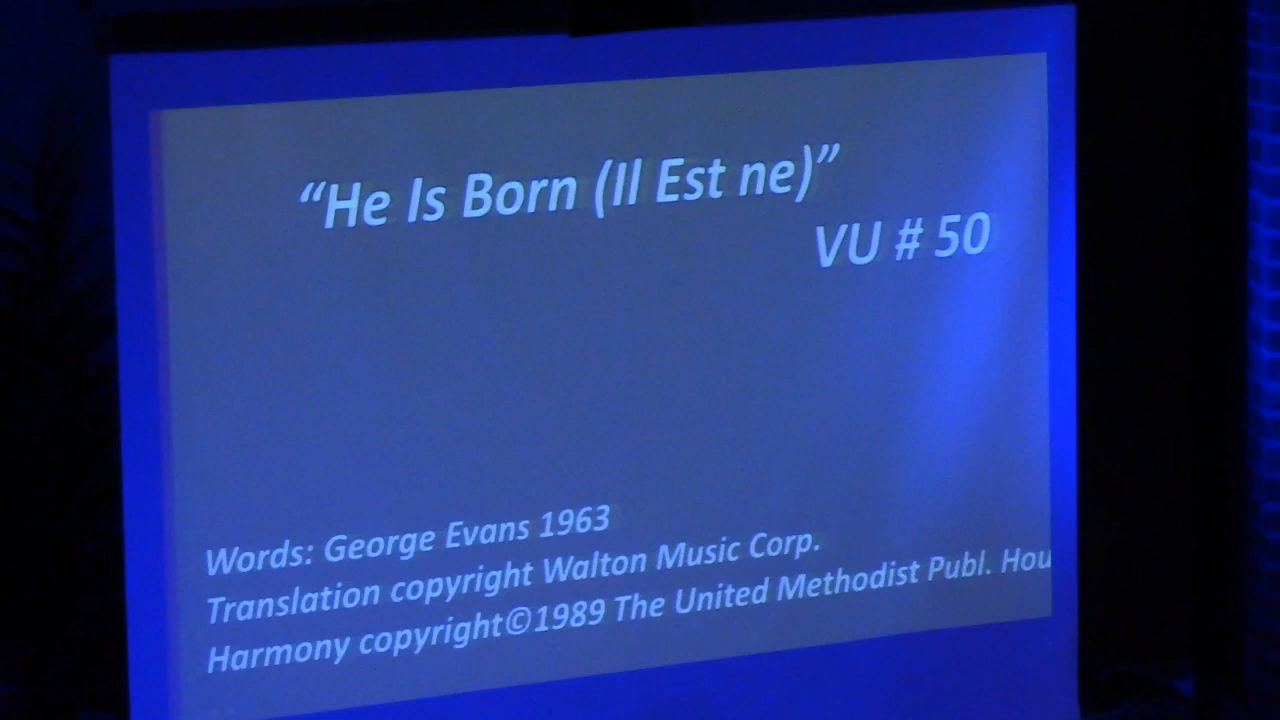 “He Is Born (Il Est ne)”
VU # 50
Words: George Evans 1963
Translation copyright Walton Music Corp.
Harmony copyright©1989 The United Methodist Publ. Hou